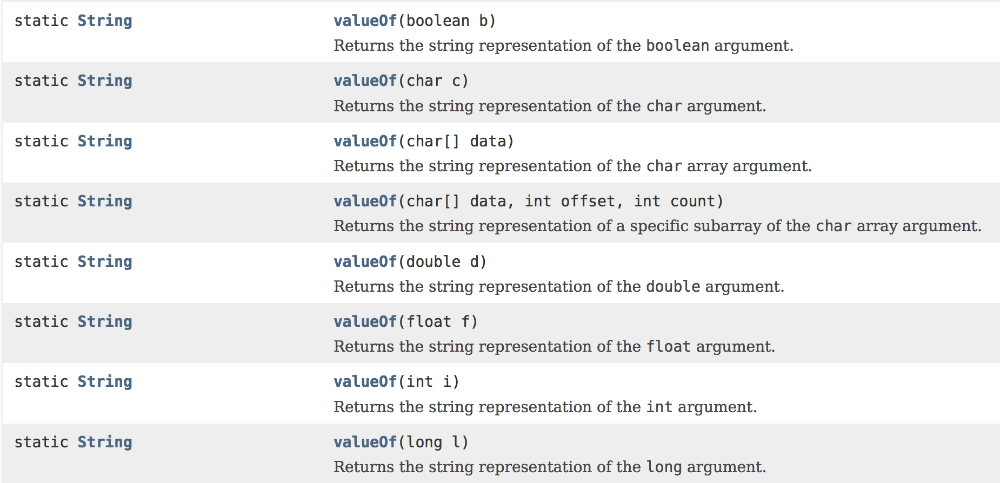 static String valueOf(boolean b)
Returns the string representation of the boolean argument.
static String valueOf(char c)
Returns the string representation of the char argument.
static String valueOf(char[] data)
Returns the string representation of the char array argument.
static String valueOf(char[] data, int offset, int count)
Returns the string representation of a specific subarray of the char array argument.
static String valueOf(double d)
Returns the string representation of the double argument.
static String valueOf(float f)
Returns the string representation of the float argument.
static String valueOf(int i)
Returns the string representation of the int argument.
static String valueOf(long l)
Returns the string representation of the long argument.